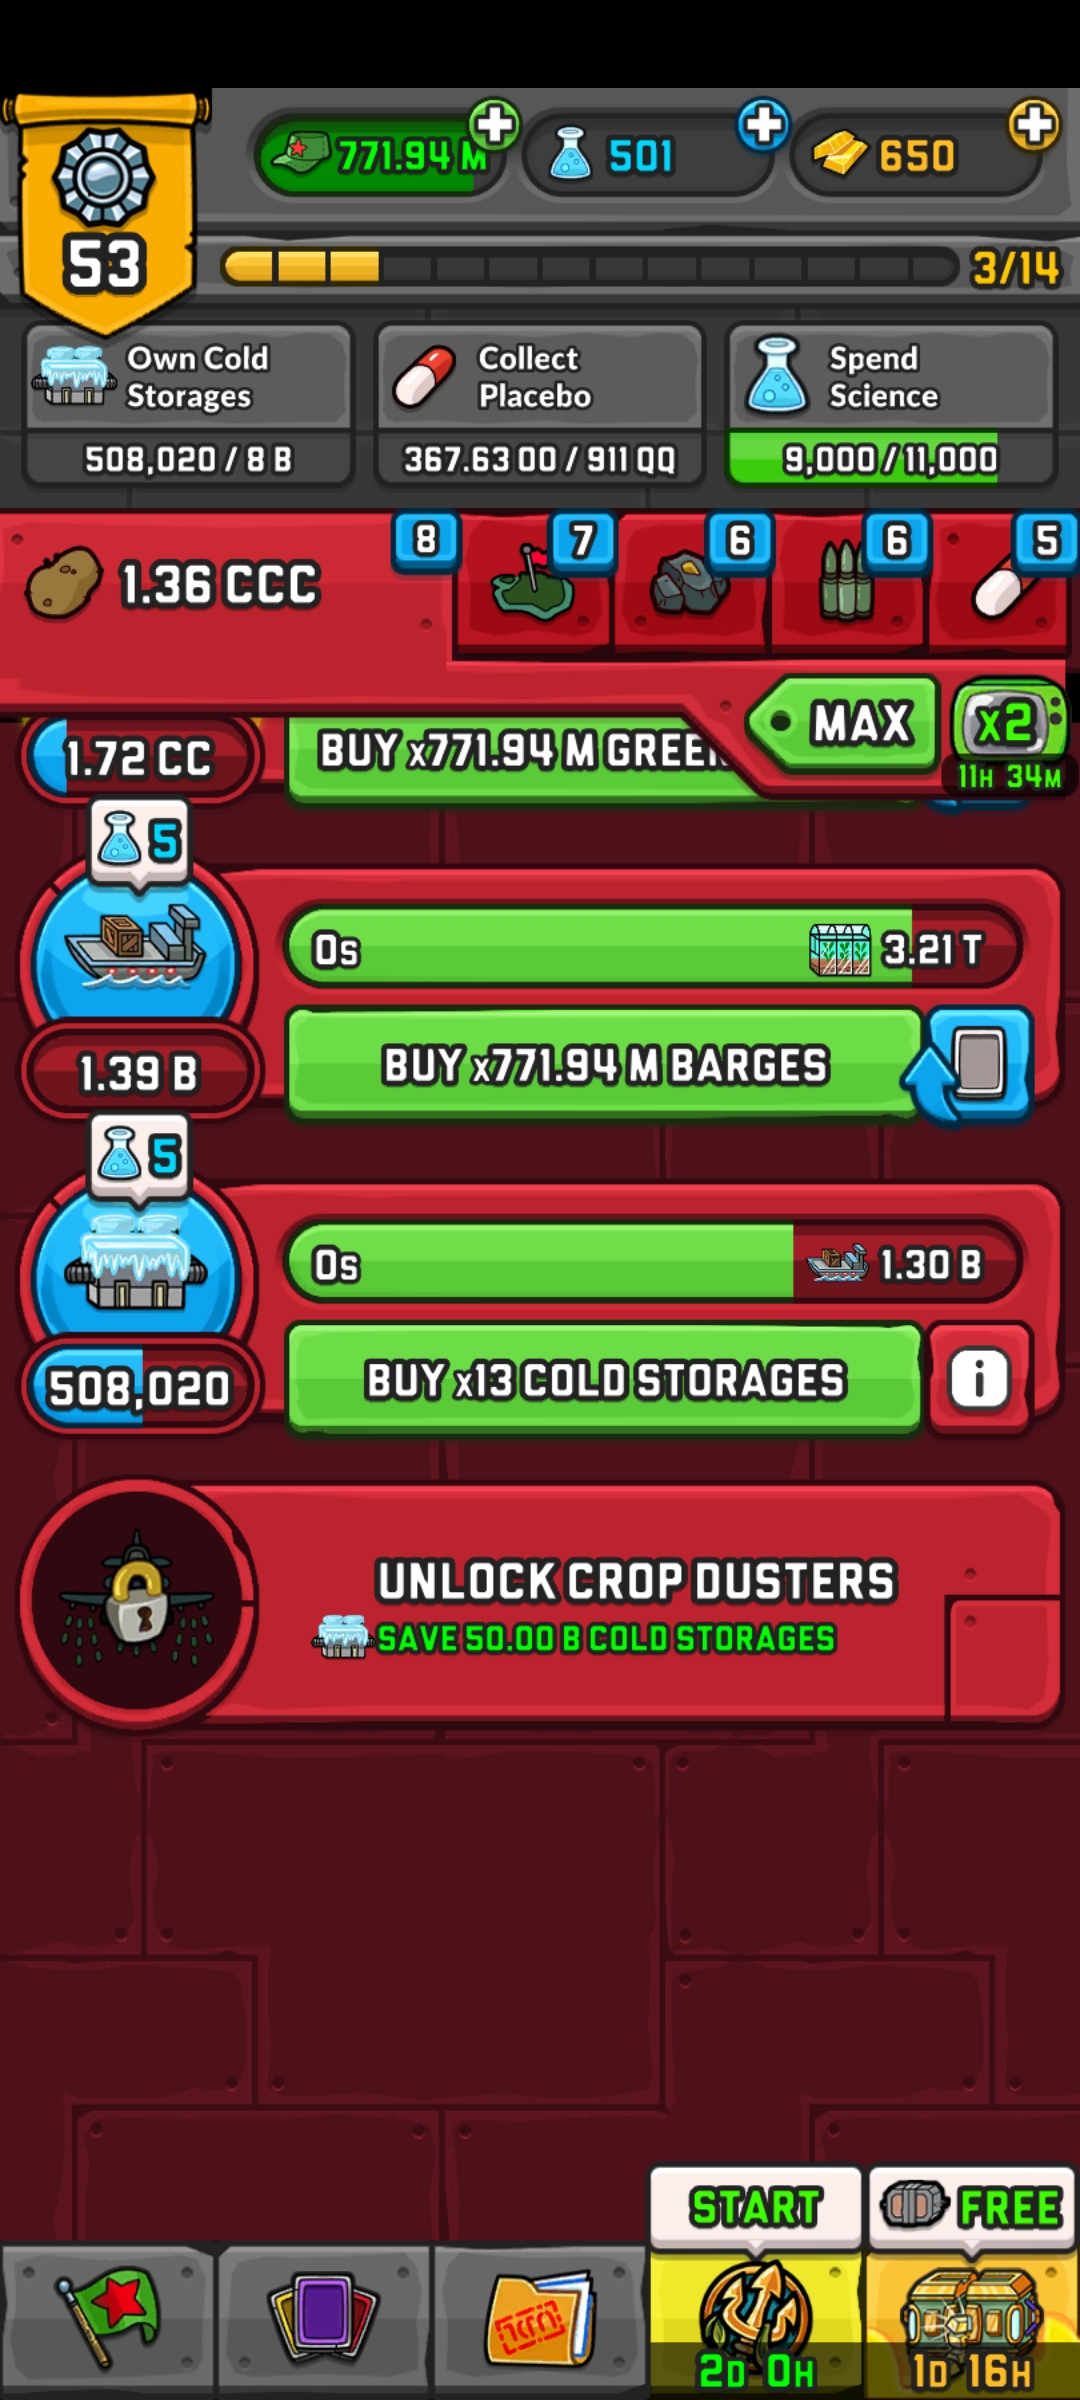 771.94 M
501
650
53
3/14
Own Cold
Storages
508,020 / 8 B
Collect
Placebo
367.63 OO / 911 QQ
Spend
Science
9,000 / 11,000
1.36 CCC
8
7
6
6
5
MAX
x2
11H 34M
1.72 CC
BUY x771.94 M GREEN
5
0s
3.21 T
1.39 B
BUY x771.94 M BARGES
5
0s
1.30 B
508,020
BUY x13 COLD STORAGES
i
UNLOCK CROP DUSTERS
SAVE 50.00 B COLD STORAGES
START
FREE
2D 0H
1D 16H